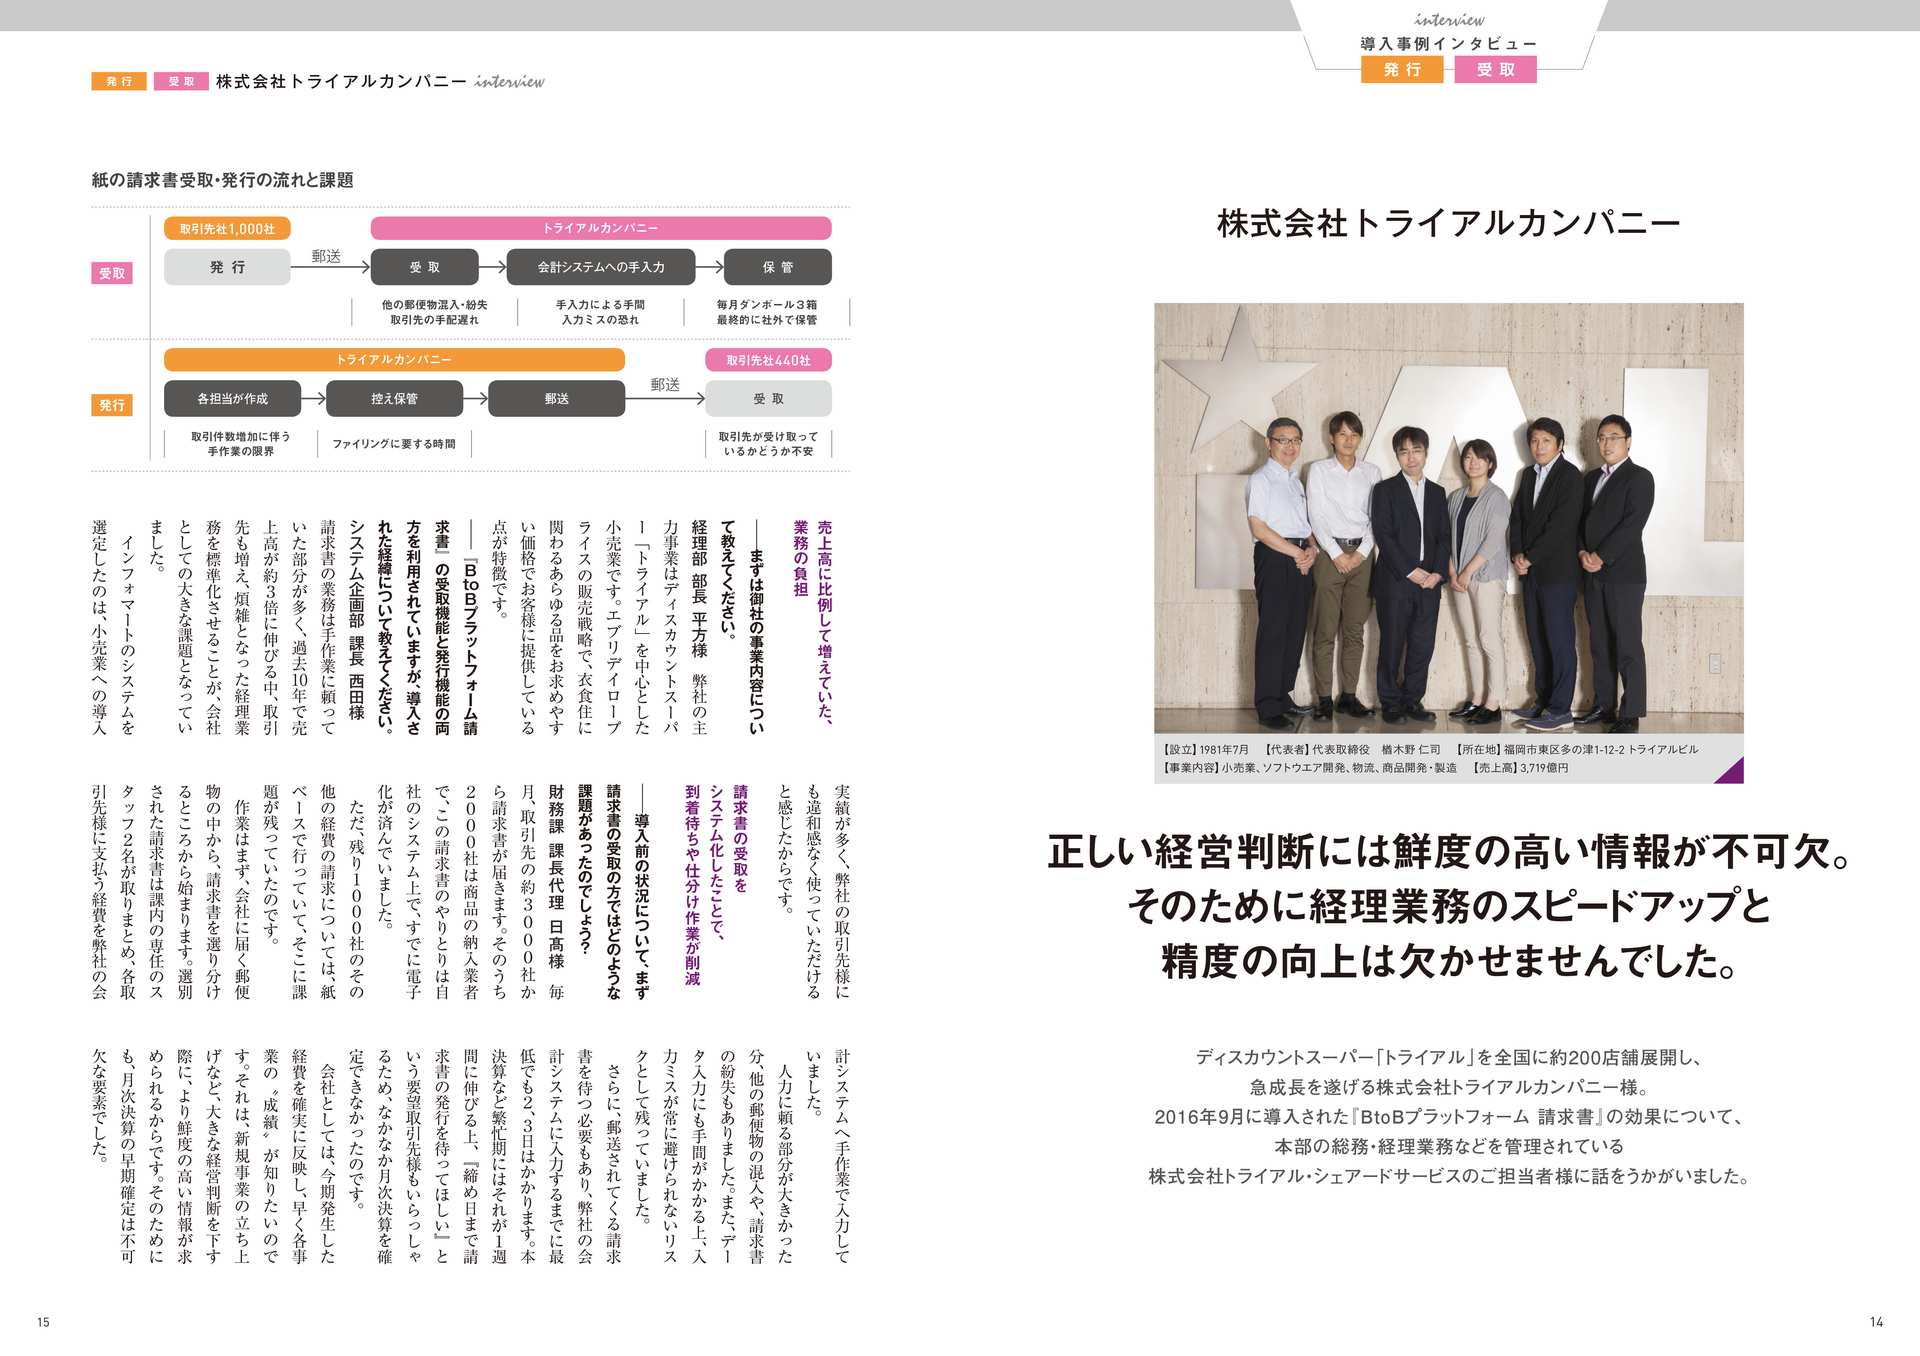 interview
導入事例インタビュー
発行 受取
株式会社トライアルカンパニー
【設立】1981年7月 【代表者】代表取締役 楢木野 仁司 【所在地】福岡市東区多の津1-12-2 トライアルビル
【事業内容】小売業、ソフトウエア開発、物流、商品開発・製造 【売上高】3,719億円
正しい経営判断には鮮度の高い情報が不可欠。
そのために経理業務のスピードアップと
精度の向上は欠かせませんでした。
ディスカウントスーパー「トライアル」を全国に約200店舗展開し、
急成長を遂げる株式会社トライアルカンパニー様。
2016年9月に導入された『BtoBプラットフォーム 請求書』の効果について、
本部の総務・経理業務などを管理されている
株式会社トライアル・シェアードサービスのご担当者様に話をうかがいました。
14
発行 受取 株式会社トライアルカンパニー interview
紙の請求書受取・発行の流れと課題
取引先社1,000社 トライアルカンパニー
受取 発行 郵送 受取 会計システムへの手入力 保管
他の郵便物混入・紛失
取引先の手配遅れ
手入力による手間
入力ミスの恐れ
毎月ダンボール3箱
最終的に社外で保管
トライアルカンパニー 取引先社440社
発行 各担当が作成 控え保管 郵送 郵送 受取
取引件数増加に伴う
手作業の限界
ファイリングに要する時間
取引先が受け取って
いるかどうか不安
売上高に比例して増えていた、
業務の負担
――まずは御社の事業内容につい
て教えてください。
経理部 部長 平方様 弊社の主
力事業はディスカウントスーパ
ー「トライアル」を中心とした
小売業です。エブリデイロープ
ライスの販売戦略で、衣食住に
関わるあらゆる品をお求めやす
い価格でお客様に提供している
点が特徴です。
――『BtoBプラットフォーム請
求書』の受取機能と発行機能の両
方を利用されていますが、導入さ
れた経緯について教えてください。
システム企画部 課長 西田様
請求書の業務は手作業に頼って
いた部分が多く、過去10年で売
上高が約3倍に伸びる中、取引
先も増え、煩雑となった経理業
務を標準化させることが、会社
としての大きな課題となってい
ました。
インフォマートのシステムを
選定したのは、小売業への導入
実績が多く、弊社の取引先様に
も違和感なく使っていただける
と感じたからです。
請求書の受取を
システム化したことで、
到着待ちや仕分け作業が削減
――導入前の状況について、まず
請求書の受取の方ではどのような
課題があったのでしょう?
財務課 課長代理 日髙様 毎
月、取引先の約3000社か
ら請求書が届きます。そのうち
2000社は商品の納入業者
で、この請求書のやりとりは自
社のシステム上で、すでに電子
化が済んでいました。
ただ、残り1000社のその
他の経費の請求については、紙
ベースで行っていて、そこに課
題が残っていたのです。
作業はまず、会社に届く郵便
物の中から、請求書を選り分け
るところから始まります。選別
された請求書は課内の専任のス
タッフ2名が取りまとめ、各取
引先様に支払う経費を弊社の会
計システムへ手作業で入力して
いました。
人力に頼る部分が大きかった
分、他の郵便物の混入や、請求書
の紛失もありました。また、デー
タ入力にも手間がかかる上、入
力ミスが常に避けられないリス
クとして残っていました。
さらに、郵送されてくる請求
書を待つ必要もあり、弊社の会
計システムに入力するまでに最
低でも2、3日はかかります。本
決算など繁忙期にはそれが1週
間に伸びる上、『締め日まで請
求書の発行を待ってほしい』と
いう要望取引先様もいらっしゃ
るため、なかなか月次決算を確
定できなかったのです。
会社としては、今期発生した
経費を確実に反映し、早く各事
業の〝成績〟が知りたいので
す。それは、新規事業の立ち上
げなど、大きな経営判断を下す
際に、より鮮度の高い情報が求
められるからです。そのために
も、月次決算の早期確定は不可
欠な要素でした。
15